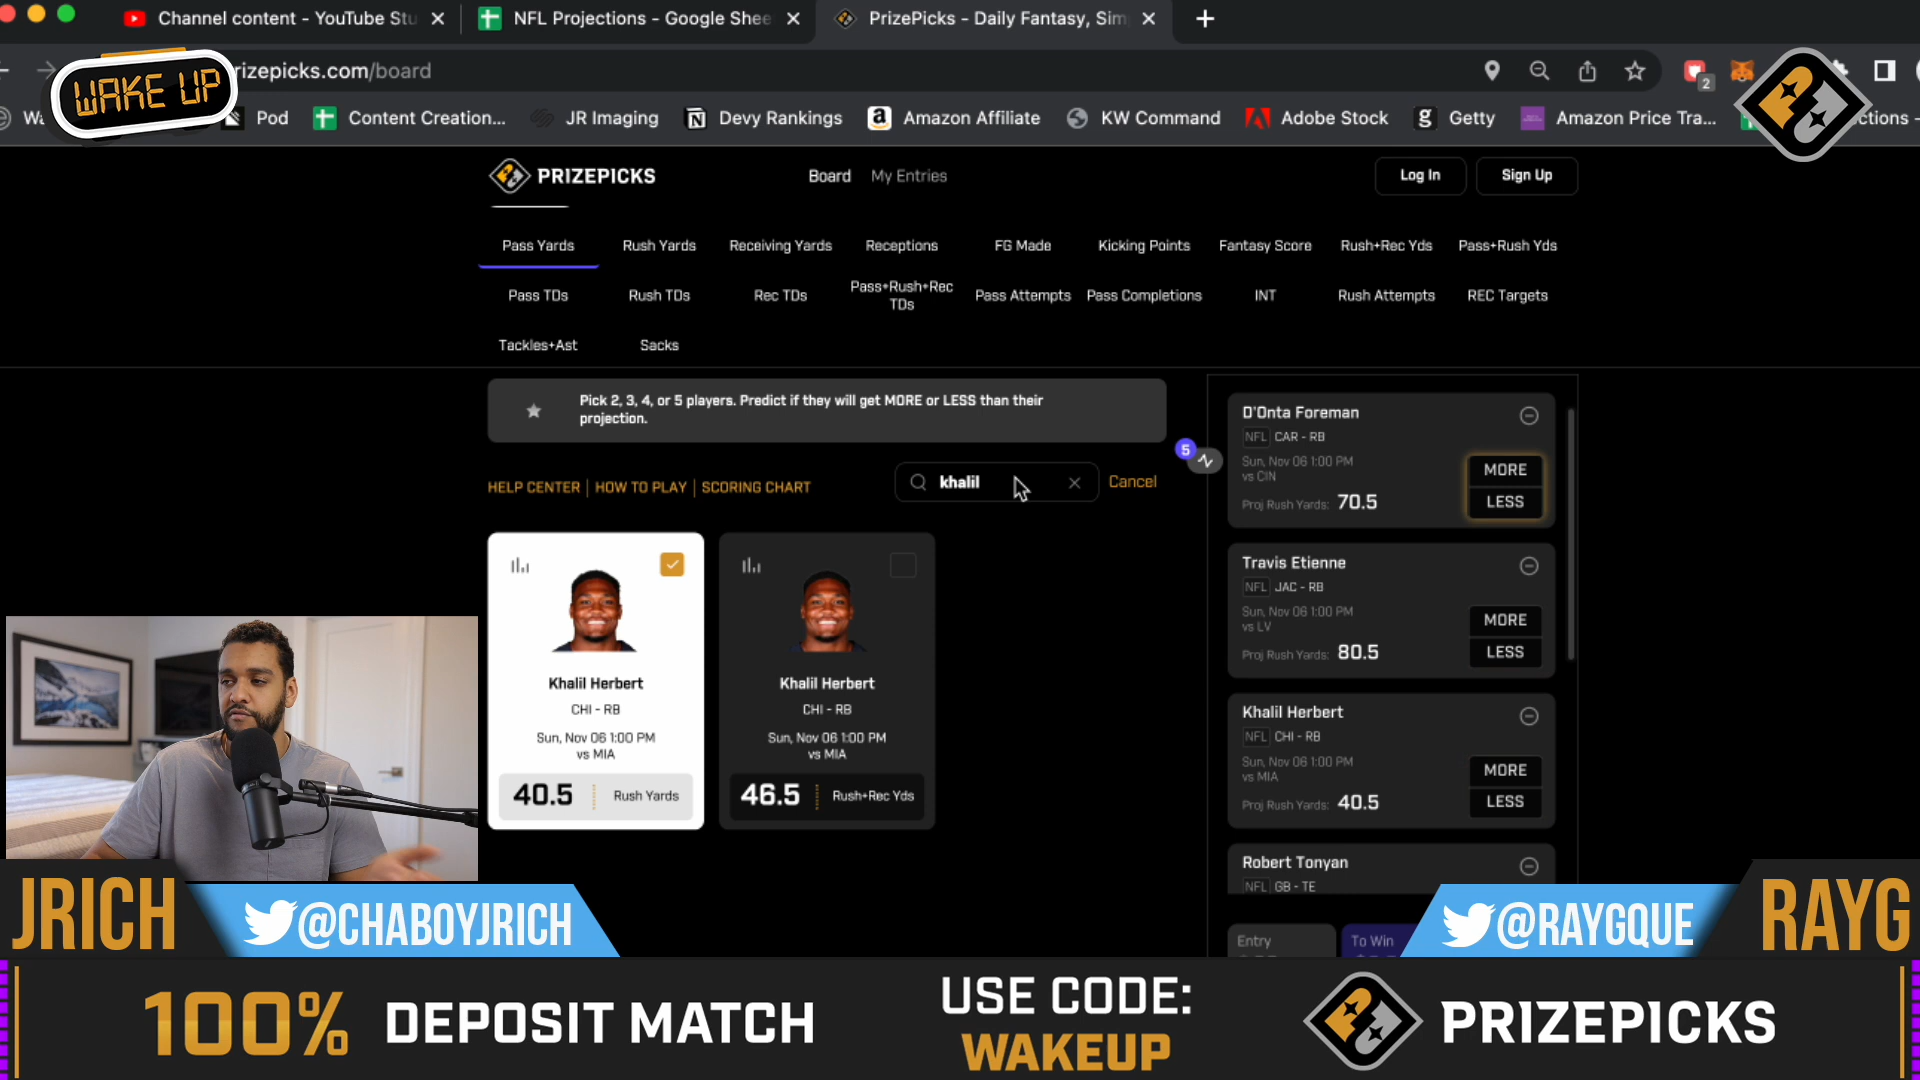 Channel content - YouTube Stu
NFL Projections - Google Shee
PrizePicks - Daily Fantasy, Sim
WAKE UP
rizepicks.com/board
2
Pod
Content Creation...
JR Imaging
Devy Rankings
Amazon Affiliate
KW Command
Adobe Stock
Getty
Amazon Price Tra...
PRIZEPICKS
Board
My Entries
Log In
Sign Up
Pass Yards
Rush Yards
Receiving Yards
Receptions
FG Made
Kicking Points
Fantasy Score
Rush+Rec Yds
Pass+Rush Yds
Pass TDs
Rush TDs
Rec TDs
Pass+Rush+Rec
TDs
Pass Attempts
Pass Completions
INT
Rush Attempts
REC Targets
Tackles+Ast
Sacks
Pick 2, 3, 4, or 5 players. Predict if they will get MORE or LESS than their
projection.
HELP CENTER | HOW TO PLAY | SCORING CHART
khalil
Cancel
Khalil Herbert
CHI - RB
Sun, Nov 06 1:00 PM
vs MIA
40.5
Rush Yards
Khalil Herbert
CHI - RB
Sun, Nov 06 1:00 PM
vs MIA
46.5
Rush+Rec Yds
5
D'Onta Foreman
NFL CAR - RB
Sun, Nov 06 1:00 PM
vs CIN
Proj Rush Yards: 70.5
MORE
LESS
Travis Etienne
NFL JAC - RB
Sun, Nov 06 1:00 PM
vs LV
Proj Rush Yards: 80.5
MORE
LESS
Khalil Herbert
NFL CHI - RB
Sun, Nov 06 1:00 PM
vs MIA
Proj Rush Yards: 40.5
MORE
LESS
Robert Tonyan
NFL GB - TE
Entry
To Win
JRICH
@CHABOYJRICH
@RAYGQUE
RAYG
100% DEPOSIT MATCH
USE CODE:
WAKEUP
PRIZEPICKS